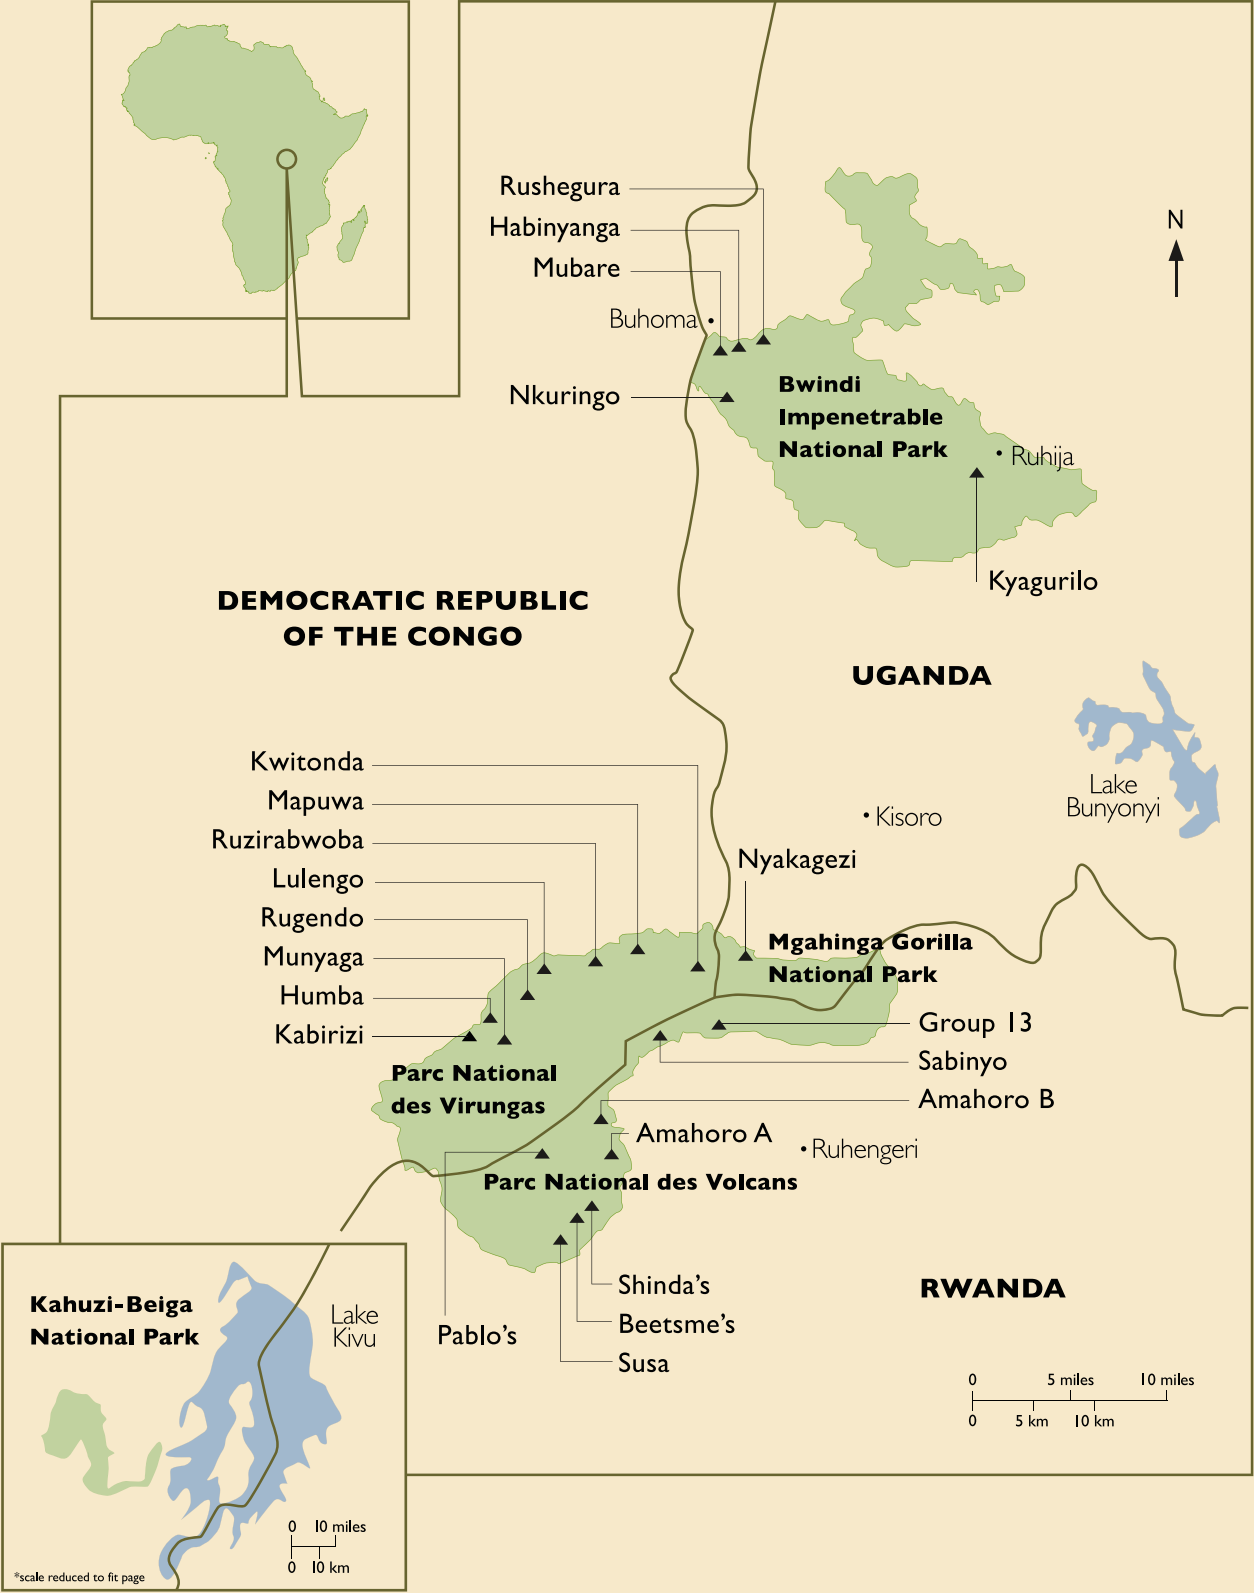 Rushegura
Habinyanga
Mubare
N
Buhoma
Nkuringo
Bwindi
Impenetrable
National Park
Ruhija
Kyagurilo
DEMOCRATIC REPUBLIC
OF THE CONGO
UGANDA
Lake
Bunyonyi
Kisoro
Kwitonda
Mapuwa
Ruzirabwoba
Lulengo
Rugendo
Munyaga
Humba
Kabirizi
Nyakagezi
Mgahinga Gorilla
National Park
Group 13
Sabinyo
Amahoro B
Amahoro A
Ruhengeri
Parc National
des Virungas
Parc National des Volcans
Shinda's
Beetsme's
Susa
Pablo's
RWANDA
0 5 miles 10 miles
0 5 km 10 km
Kahuzi-Beiga
National Park
Lake
Kivu
0 10 miles
0 10 km
*scale reduced to fit page